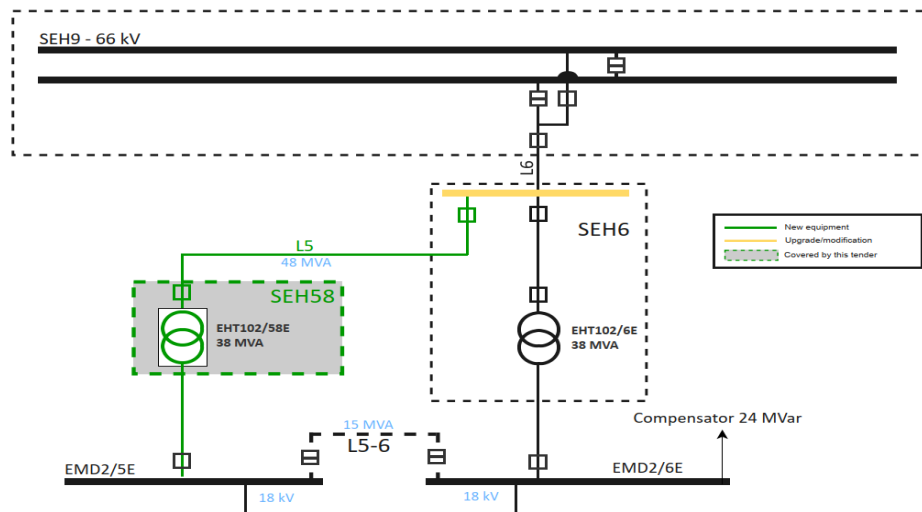 SEH9 - 66 kV
L6
SEH6
New equipment
Upgrade/modification
Covered by this tender
L5
48 MVA
SEH58
EHT102/58E
38 MVA
EHT102/6E
38 MVA
15 MVA
L5-6
Compensator 24 MVar
EMD2/5E
EMD2/6E
18 kV
18 kV